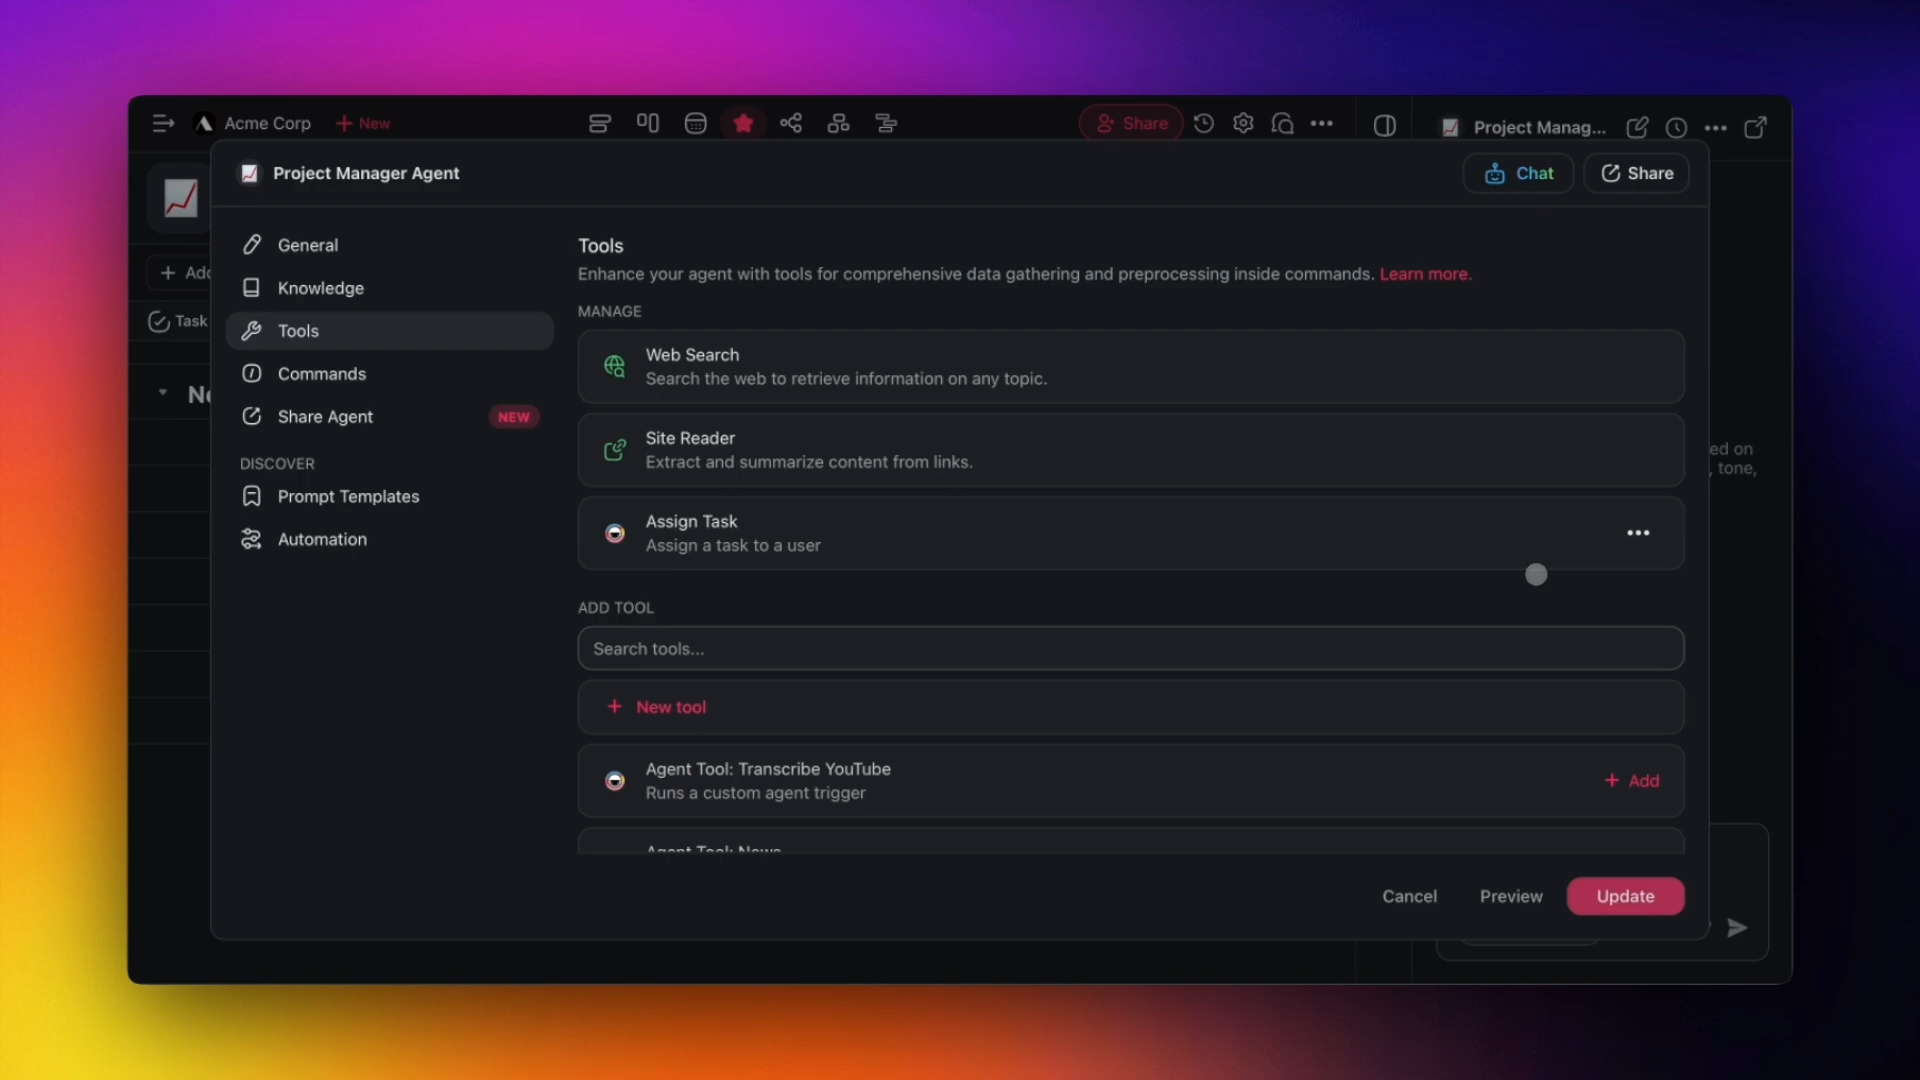 Acme Corp
New
Share
Project Manag...
Project Manager Agent
Chat
Share
Add
Task
General
Knowledge
Tools
Commands
Share Agent
NEW
DISCOVER
Prompt Templates
Automation
Tools
Enhance your agent with tools for comprehensive data gathering and preprocessing inside commands. Learn more.
MANAGE
Web Search
Search the web to retrieve information on any topic.
Site Reader
Extract and summarize content from links.
Assign Task
Assign a task to a user
ADD TOOL
Search tools...
New tool
Agent Tool: Transcribe YouTube
Runs a custom agent trigger
Add
Agent Tool: News
ed on
, tone,
Cancel
Preview
Update